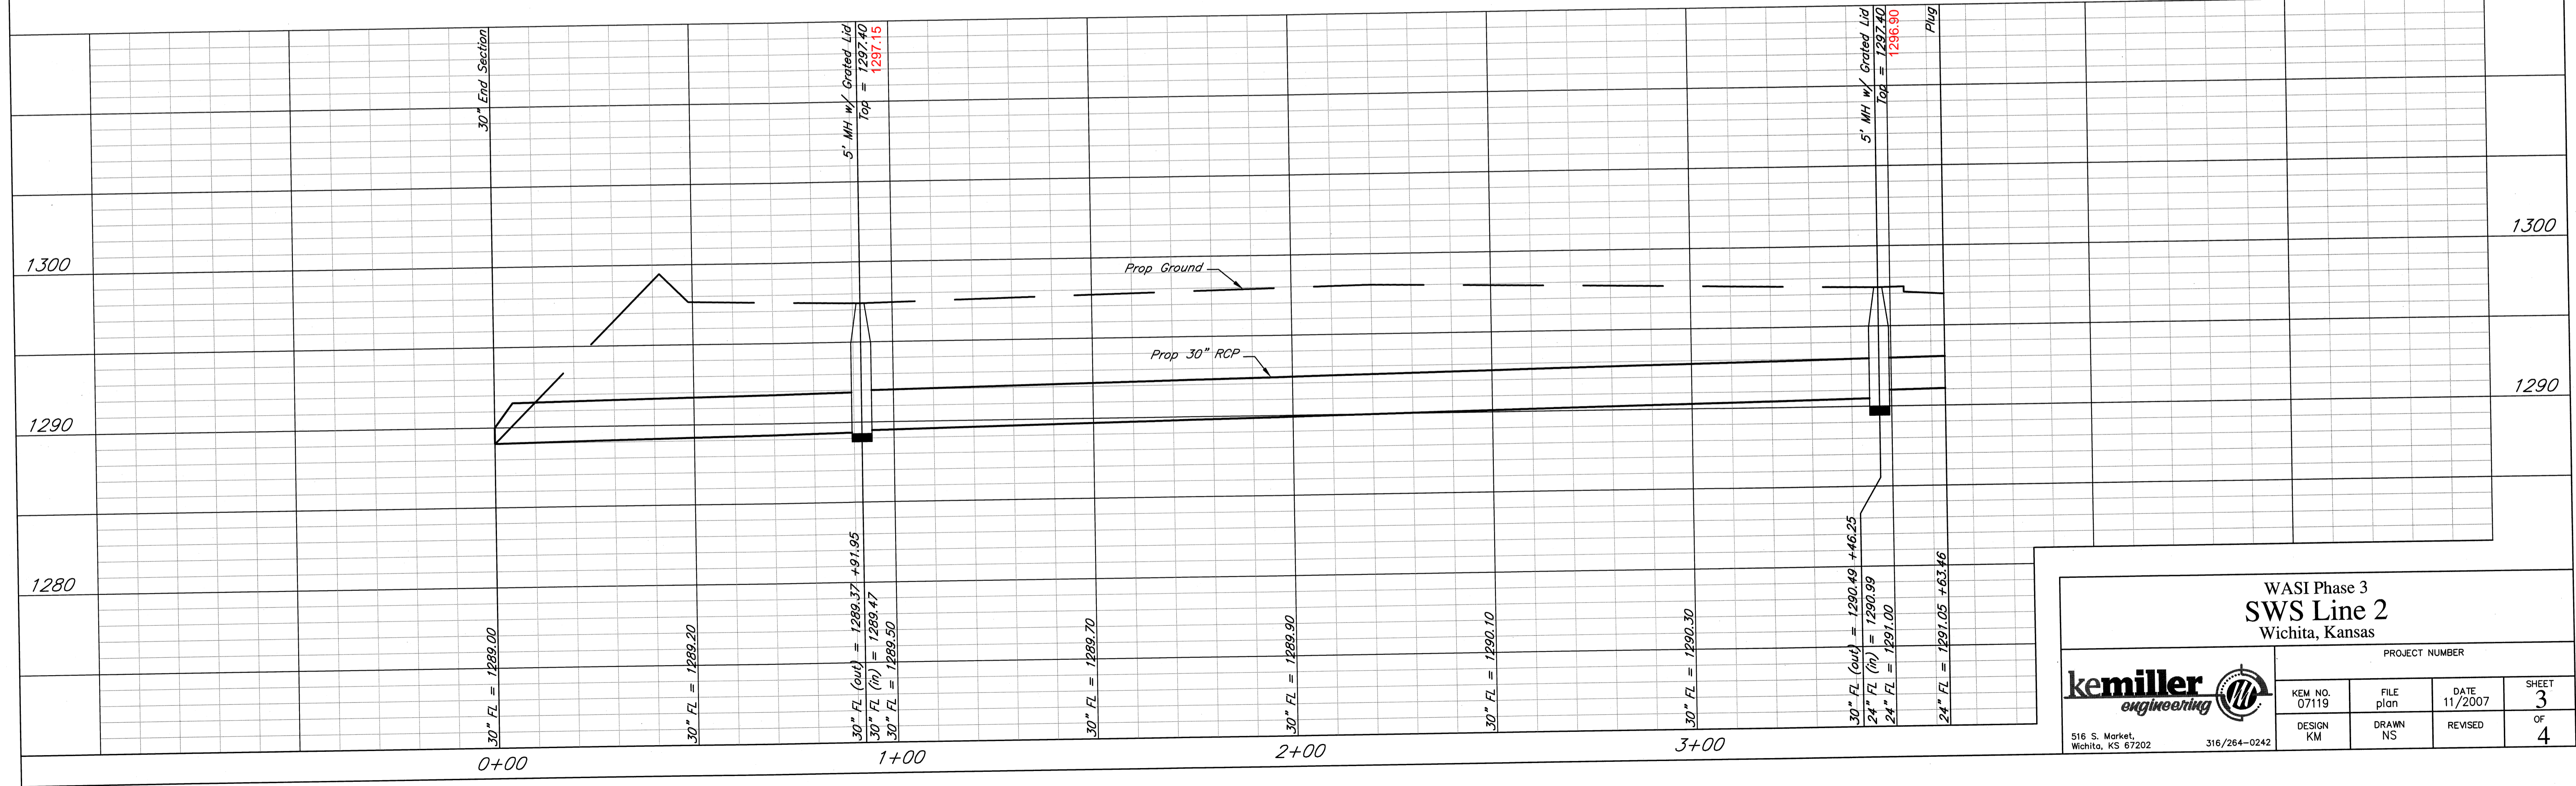 30" End Section
5' MH w/ Grated Lid
Top = 1297.40
1297.15
5' MH w/ Grated Lid
Top = 1297.40
1296.90
Plug
1300
1300
Prop Ground
Prop 30" RCP
1290
1290
1280
30" FL = 1289.00
30" FL = 1289.20
30" FL (out) = 1289.37 +91.95
30" FL (in) = 1289.47
30" FL = 1289.50
30" FL = 1289.70
30" FL = 1289.90
30" FL = 1290.10
30" FL = 1290.30
30" FL (out) = 1290.49 +46.25
24" FL (in) = 1290.99
24" FL = 1291.00
24" FL = 1291.05 +63.46
0+00
1+00
2+00
3+00
WASI Phase 3
SWS Line 2
Wichita, Kansas
PROJECT NUMBER
kemiller
engineering
516 S. Market,
Wichita, KS 67202
316/264-0242
KEM NO.
07119
FILE
plan
DATE
11/2007
SHEET
3
DESIGN
KM
DRAWN
NS
REVISED
OF
4